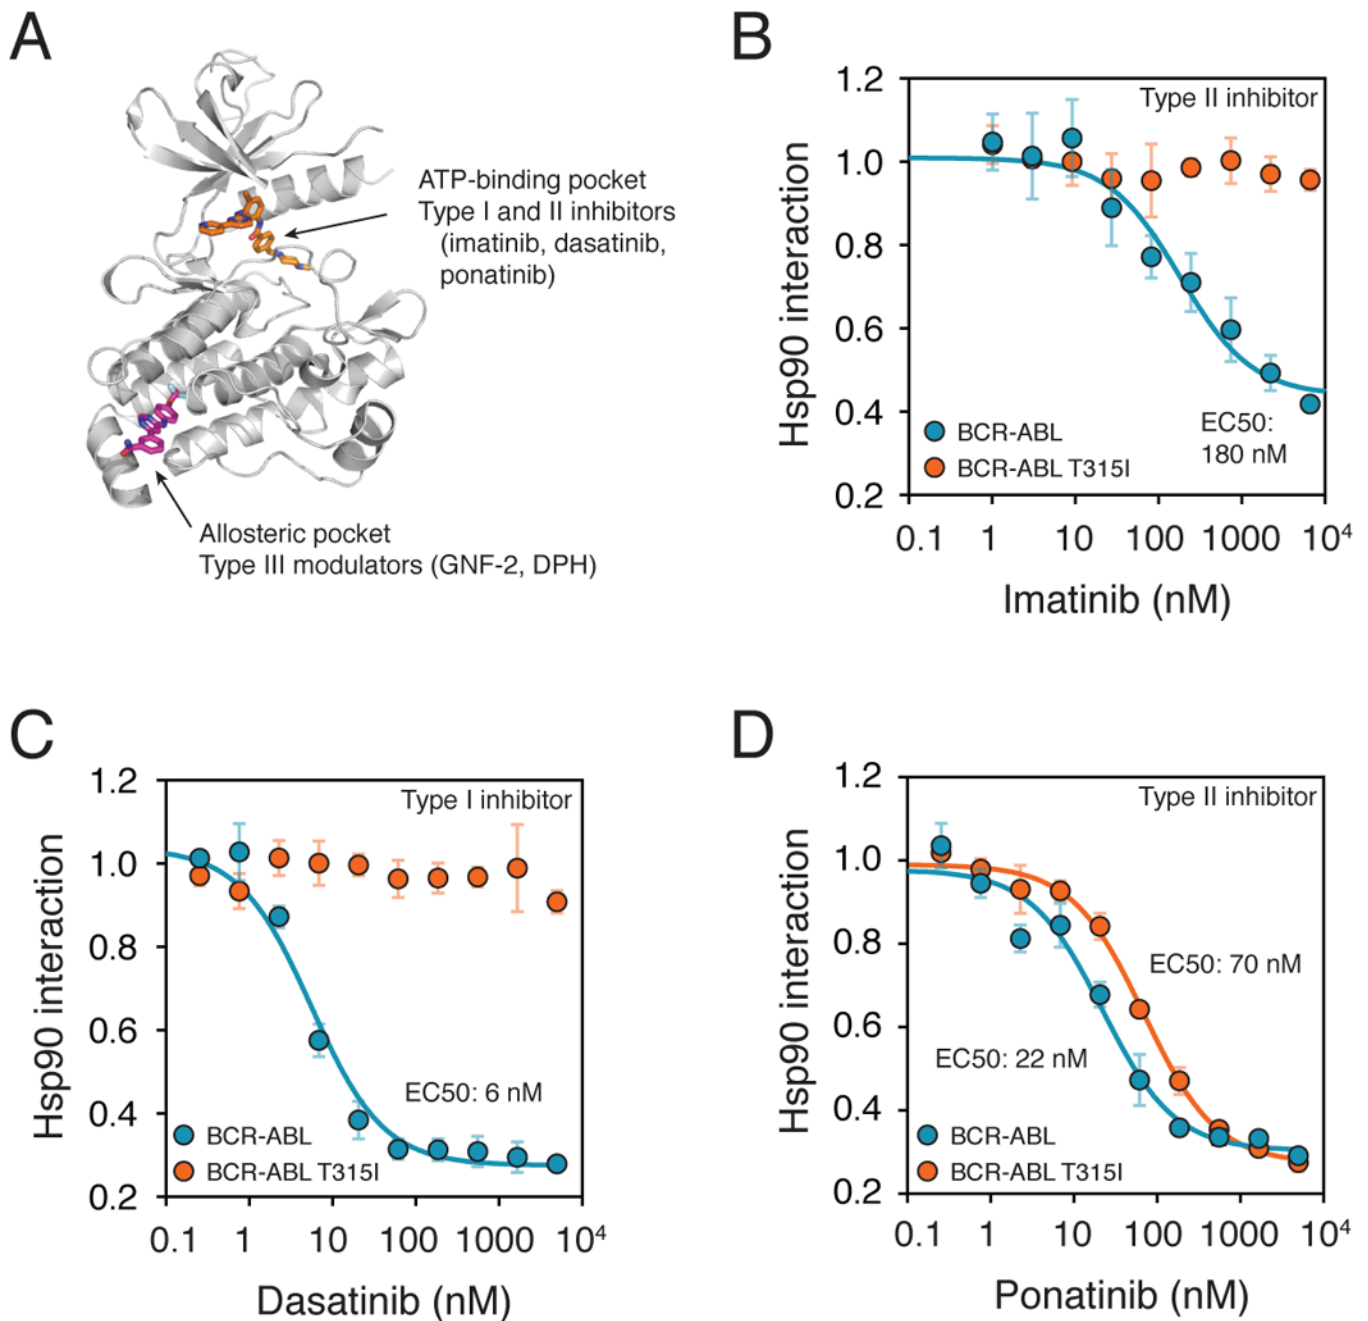 A
ATP-binding pocket
Type I and II inhibitors
(imatinib, dasatinib,
ponatinib)
Allosteric pocket
Type III modulators (GNF-2, DPH)
B
Hsp90 interaction
1.2
1.0
0.8
0.6
0.4
0.2
Type II inhibitor
BCR-ABL
BCR-ABL T315I
EC50:
180 nM
0.1 1 10 100 1000 10⁴
Imatinib (nM)
C
Hsp90 interaction
1.2
1.0
0.8
0.6
0.4
0.2
Type I inhibitor
EC50: 6 nM
BCR-ABL
BCR-ABL T315I
0.1 1 10 100 1000 10⁴
Dasatinib (nM)
D
Hsp90 interaction
1.2
1.0
0.8
0.6
0.4
0.2
Type II inhibitor
EC50: 70 nM
EC50: 22 nM
BCR-ABL
BCR-ABL T315I
0.1 1 10 100 1000 10⁴
Ponatinib (nM)